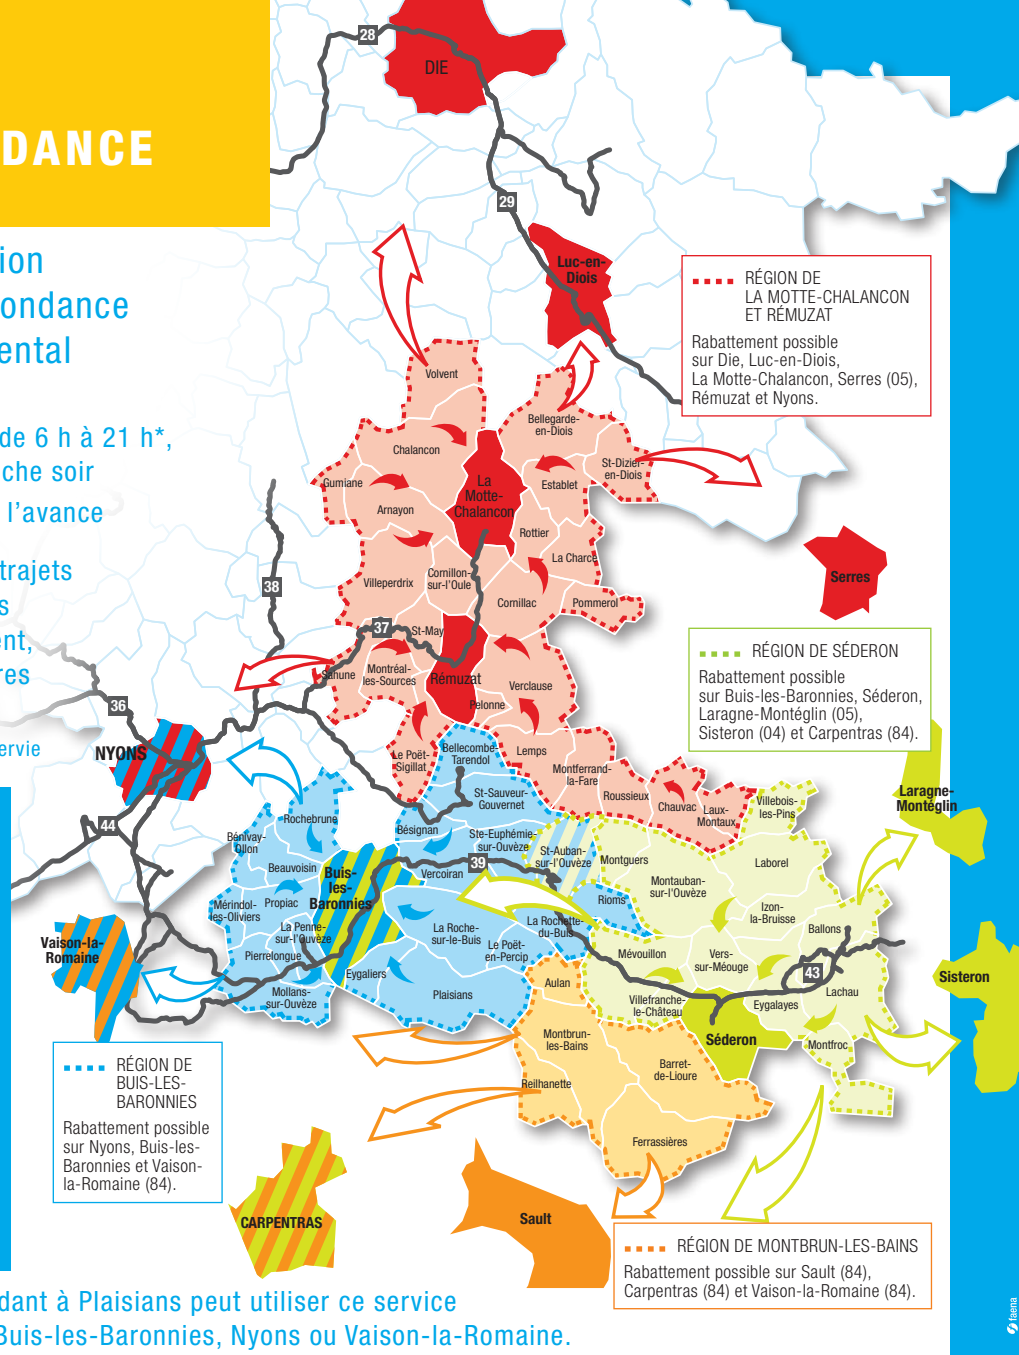 DANCE
ion
ondance
ental
de 6 h à 21 h*,
che soir
l'avance
trajets
s
ent,
res
ervie
28
DIE
29
Luc-en-
Diois
RÉGION DE
LA MOTTE-CHALANCON
ET RÉMUZAT
Rabattement possible
sur Die, Luc-en-Diois,
La Motte-Chalancon, Serres (05),
Rémuzat et Nyons.
Volvent
Bellegarde-
en-Diois
Chalancon
St-Dizier-
en-Diois
Gumiane
La
Motte-
Chalancon
Establet
Arnayon
Rottier
La Charce
Serres
38
Villeperdrix
Cornillon-
sur-l'Oule
Cornillac
Pommerol
37
St-May
Sahune
Montréal-
les-Sources
Rémuzat
Verclause
Pelonne
36
NYONS
Le Poët-
Sigillat
Bellecombe-
Tarendol
Lemps
Montferrand-
la-Fare
Roussieux
Chauvac
Laux-
Montaux
RÉGION DE SÉDERON
Rabattement possible
sur Buis-les-Baronnies, Séderon,
Laragne-Montéglin (05),
Sisteron (04) et Carpentras (84).
Villebois-
les-Pins
Laragne-
Montéglin
44
Rochebrune
St-Sauveur-
Gouvernet
Bésignan
Ste-Euphémie-
sur-Ouvèze
Bénivay-
Ollon
Beauvoisin
Buis-
les-
Baronnies
39
Vercoiran
St-Auban-
sur-l'Ouvèze
Montguers
Laborel
Montauban-
sur-l'Ouvèze
Rioms
Izon-
la-Bruisse
Mérindol-
les-Oliviers
Propiac
La Penne-
sur-l'Ouvèze
La Roche-
sur-le-Buis
La Rochette-
du-Buis
Ballons
Vaison-la-
Romaine
Pierrelongue
Le Poët-
en-Percip
Mévouillon
Vers-
sur-Méouge
43
Sisteron
Eygaliers
Mollans-
sur-Ouvèze
Plaisians
Aulan
Villefranche-
le-Château
Eygalayes
Lachau
Montbrun-
les-Bains
Séderon
Montfroc
Reilhanette
Barret-
de-Lioure
Ferrassières
RÉGION DE
BUIS-LES-
BARONNIES
Rabattement possible
sur Nyons, Buis-les-
Baronnies et Vaison-
la-Romaine (84).
CARPENTRAS
Sault
RÉGION DE MONTBRUN-LES-BAINS
Rabattement possible sur Sault (84),
Carpentras (84) et Vaison-la-Romaine (84).
dant à Plaisians peut utiliser ce service
Buis-les-Baronnies, Nyons ou Vaison-la-Romaine.
faena